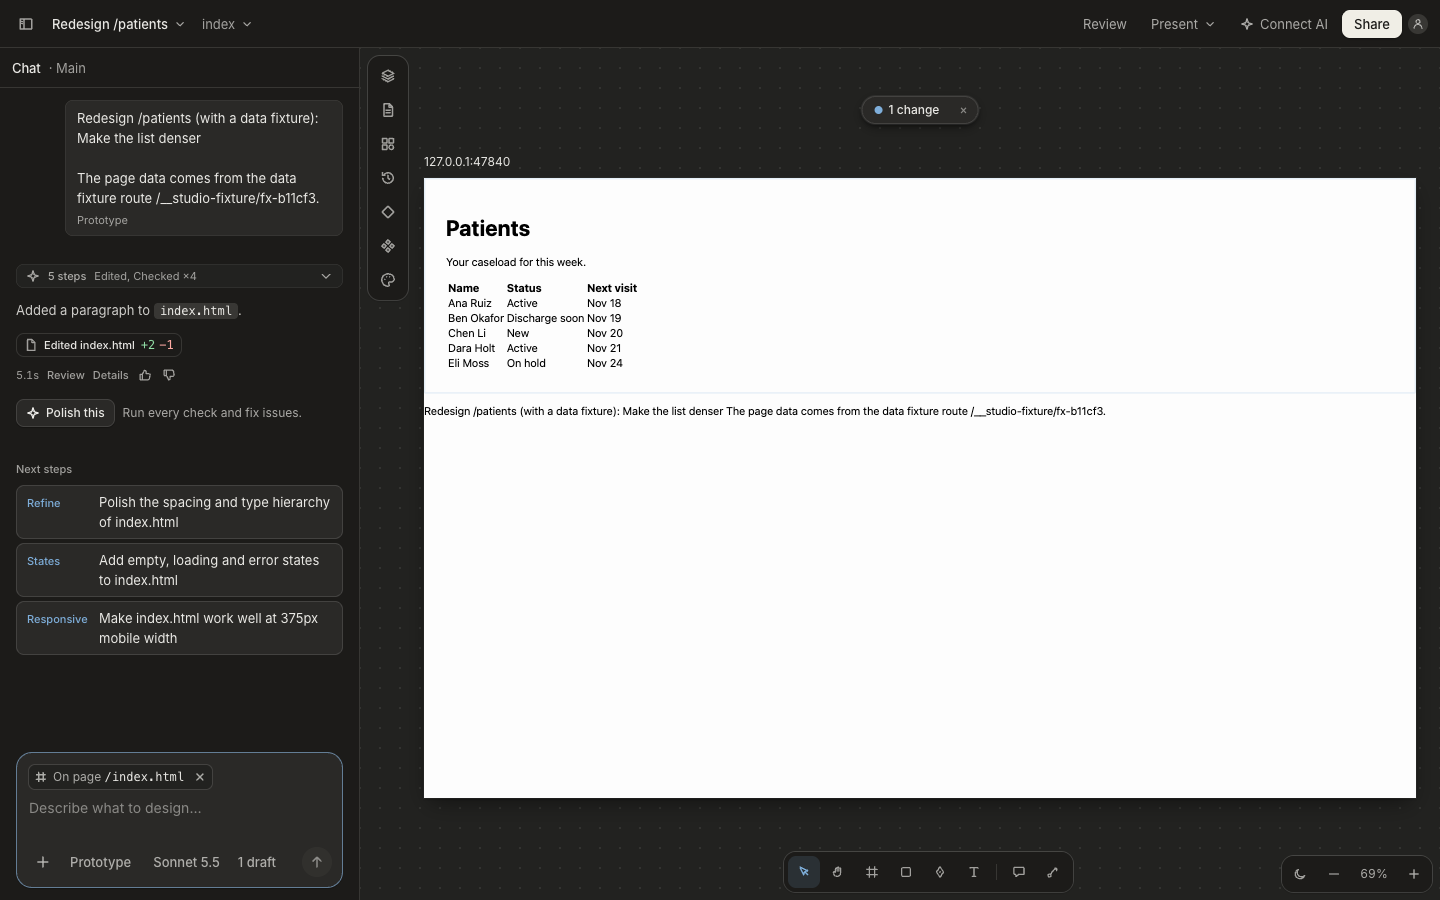 Redesign /patients
index
Review
Present
Connect AI
Share
Chat · Main
Redesign /patients (with a data fixture):
Make the list denser
The page data comes from the data
fixture route /__studio-fixture/fx-b11cf3.
Prototype
5 steps Edited, Checked ×4
Added a paragraph to index.html.
Edited index.html +2 −1
5.1s Review Details
Polish this Run every check and fix issues.
Next steps
Refine Polish the spacing and type hierarchy
of index.html
States Add empty, loading and error states
to index.html
Responsive Make index.html work well at 375px
mobile width
On page /index.html ×
Describe what to design...
Prototype Sonnet 5.5 1 draft
1 change ×
127.0.0.1:47840
Patients
Your caseload for this week.
Name Status Next visit
Ana Ruiz Active Nov 18
Ben Okafor Discharge soon Nov 19
Chen Li New Nov 20
Dara Holt Active Nov 21
Eli Moss On hold Nov 24
Redesign /patients (with a data fixture): Make the list denser The page data comes from the data fixture route /__studio-fixture/fx-b11cf3.
69%